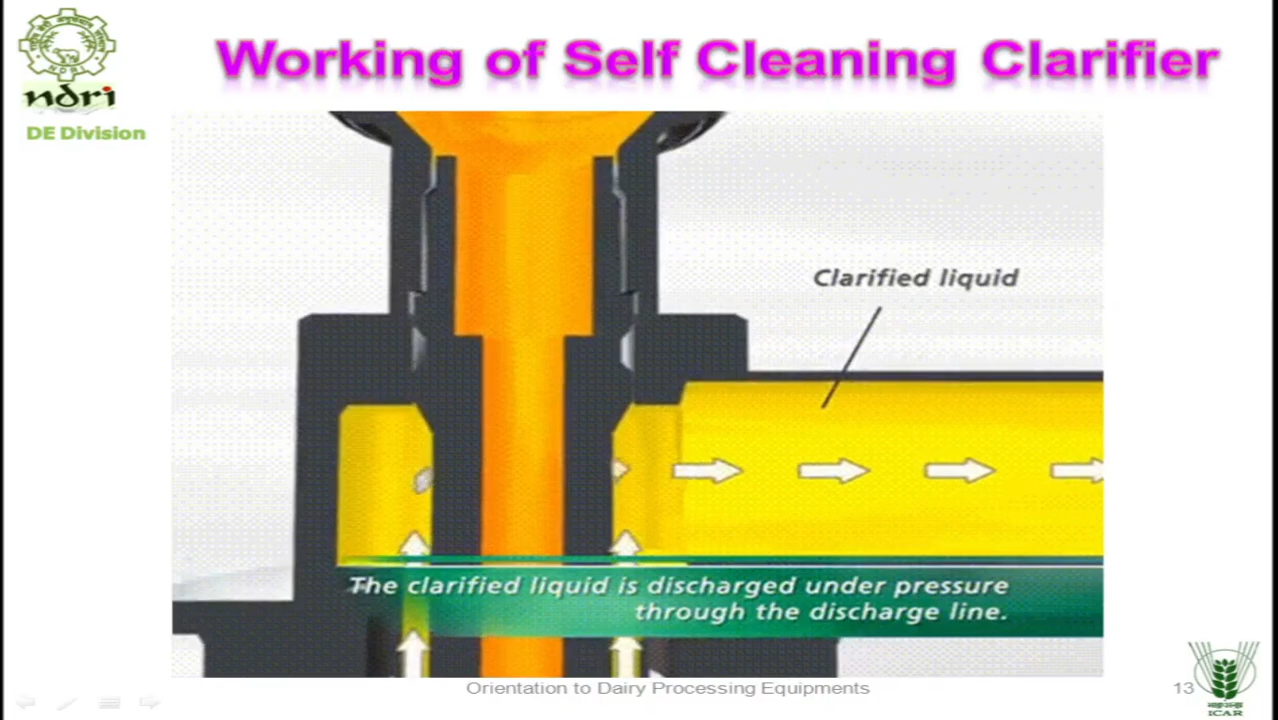 Working of Self Cleaning Clarifier
ndri
DE Division
Clarified liquid
The clarified liquid is discharged under pressure
through the discharge line.
Orientation to Dairy Processing Equipments
13
ICAR